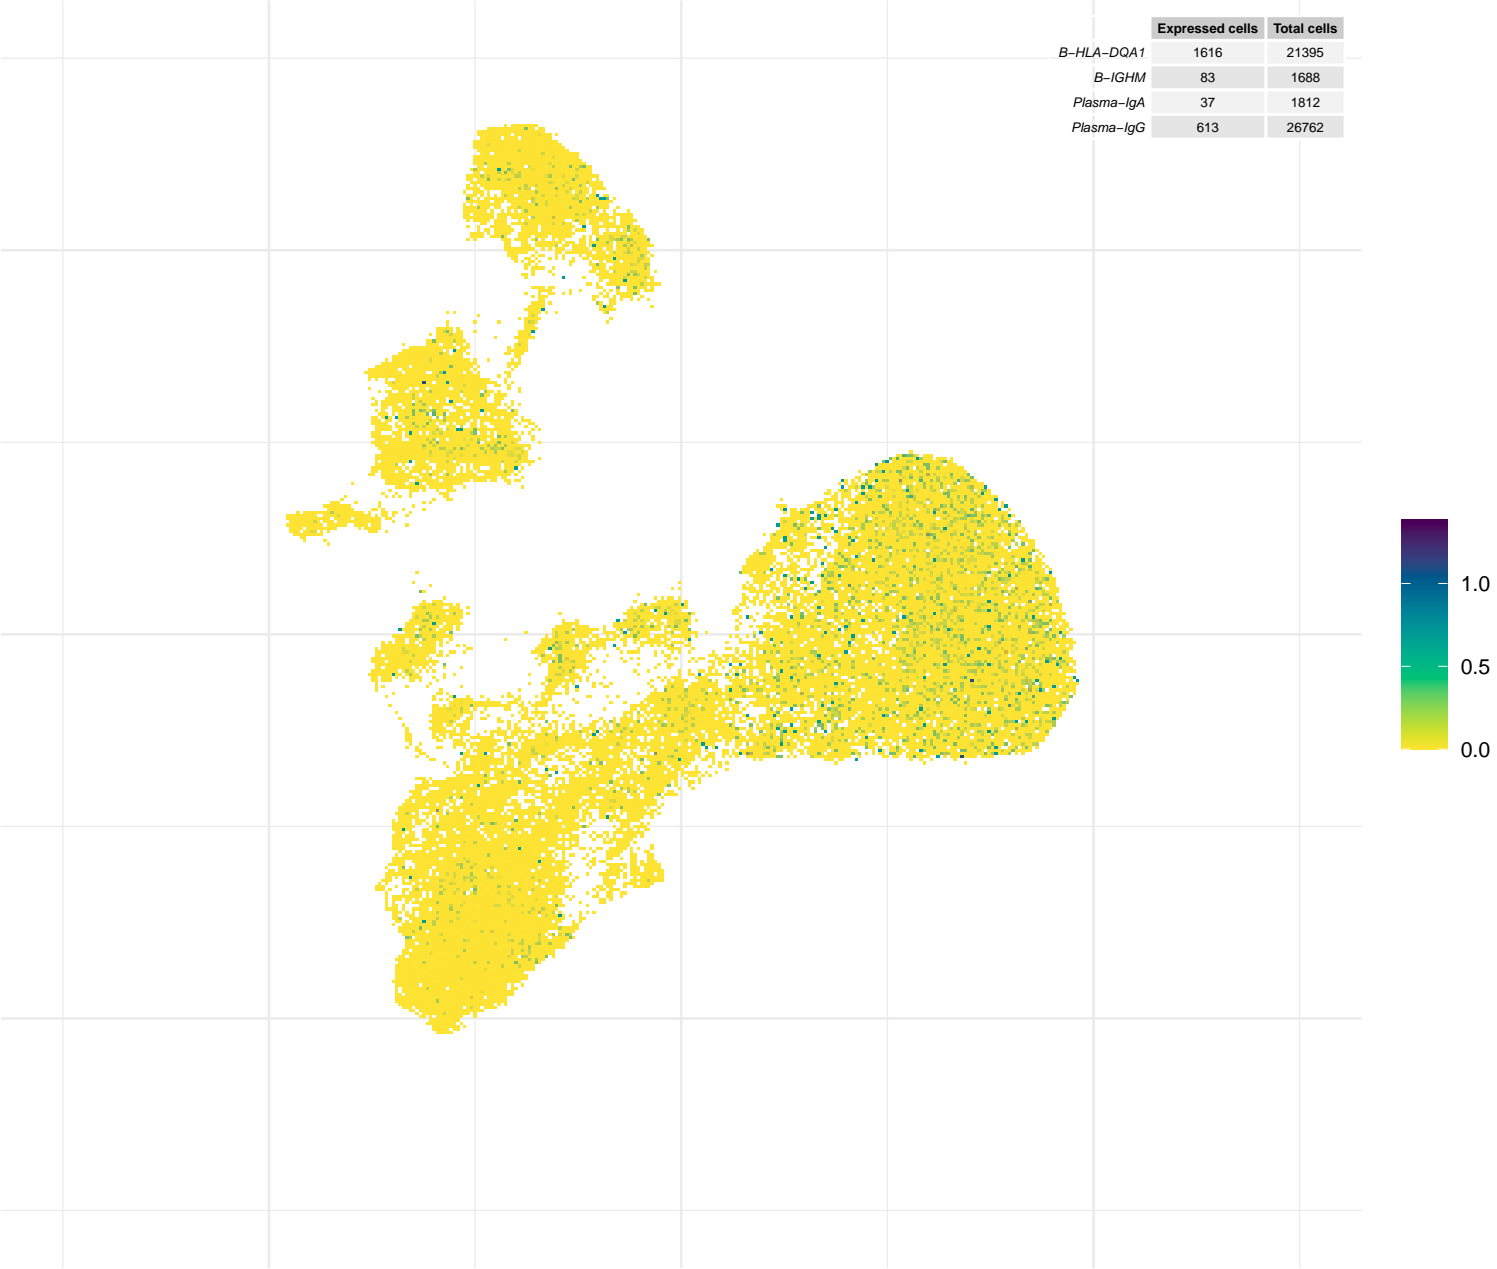 Expressed cells Total cells
B−HLA−DQA1 1616 21395
B−IGHM 83 1688
Plasma−IgA 37 1812
Plasma−IgG 613 26762
1.0
0.5
0.0